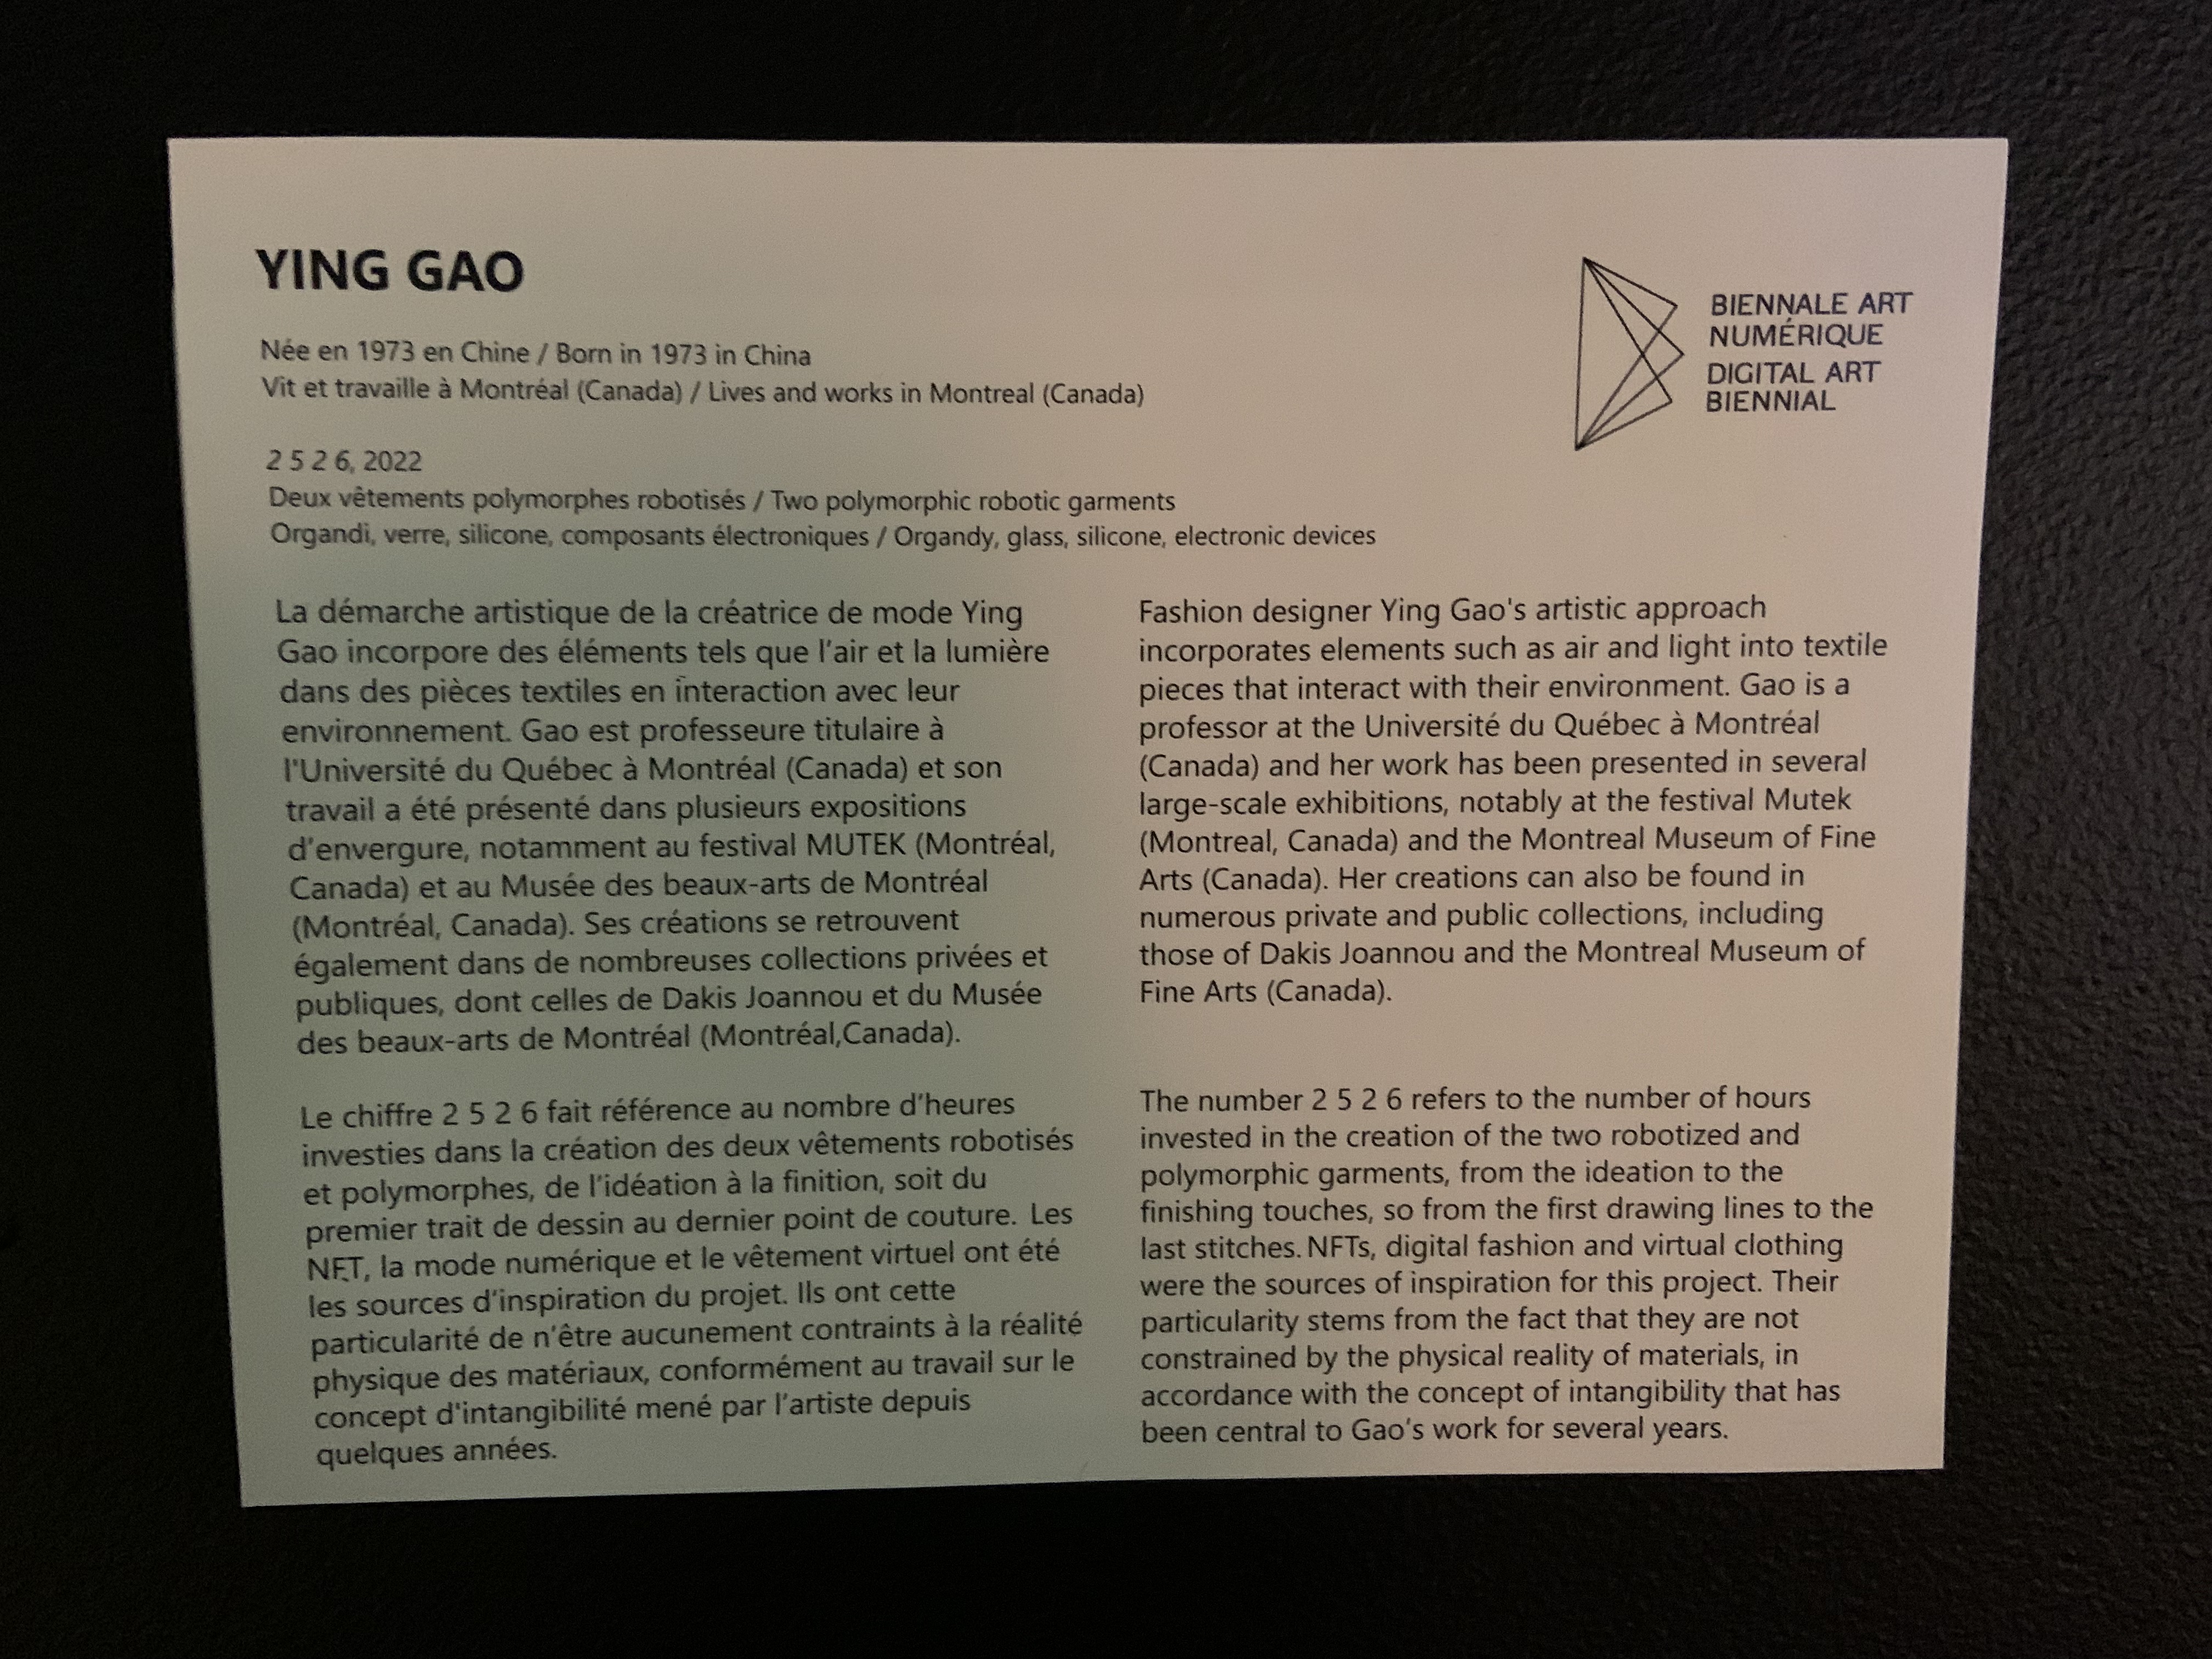 YING GAO
Née en 1973 en Chine / Born in 1973 in China
Vit et travaille à Montréal (Canada) / Lives and works in Montreal (Canada)
2 5 2 6, 2022
Deux vêtements polymorphes robotisés / Two polymorphic robotic garments
Organdi, verre, silicone, composants électroniques / Organdy, glass, silicone, electronic devices
BIENNALE ART
NUMÉRIQUE
DIGITAL ART
BIENNIAL
La démarche artistique de la créatrice de mode Ying
Gao incorpore des éléments tels que l'air et la lumière
dans des pièces textiles en interaction avec leur
environnement. Gao est professeure titulaire à
l'Université du Québec à Montréal (Canada) et son
travail a été présenté dans plusieurs expositions
d'envergure, notamment au festival MUTEK (Montréal,
Canada) et au Musée des beaux-arts de Montréal
(Montréal, Canada). Ses créations se retrouvent
également dans de nombreuses collections privées et
publiques, dont celles de Dakis Joannou et du Musée
des beaux-arts de Montréal (Montréal,Canada).
Le chiffre 2 5 2 6 fait référence au nombre d'heures
investies dans la création des deux vêtements robotisés
et polymorphes, de l'idéation à la finition, soit du
premier trait de dessin au dernier point de couture. Les
NFT, la mode numérique et le vêtement virtuel ont été
les sources d'inspiration du projet. Ils ont cette
particularité de n'être aucunement contraints à la réalité
physique des matériaux, conformément au travail sur le
concept d'intangibilité mené par l'artiste depuis
quelques années.
Fashion designer Ying Gao's artistic approach
incorporates elements such as air and light into textile
pieces that interact with their environment. Gao is a
professor at the Université du Québec à Montréal
(Canada) and her work has been presented in several
large-scale exhibitions, notably at the festival Mutek
(Montreal, Canada) and the Montreal Museum of Fine
Arts (Canada). Her creations can also be found in
numerous private and public collections, including
those of Dakis Joannou and the Montreal Museum of
Fine Arts (Canada).
The number 2 5 2 6 refers to the number of hours
invested in the creation of the two robotized and
polymorphic garments, from the ideation to the
finishing touches, so from the first drawing lines to the
last stitches. NFTs, digital fashion and virtual clothing
were the sources of inspiration for this project. Their
particularity stems from the fact that they are not
constrained by the physical reality of materials, in
accordance with the concept of intangibility that has
been central to Gao's work for several years.